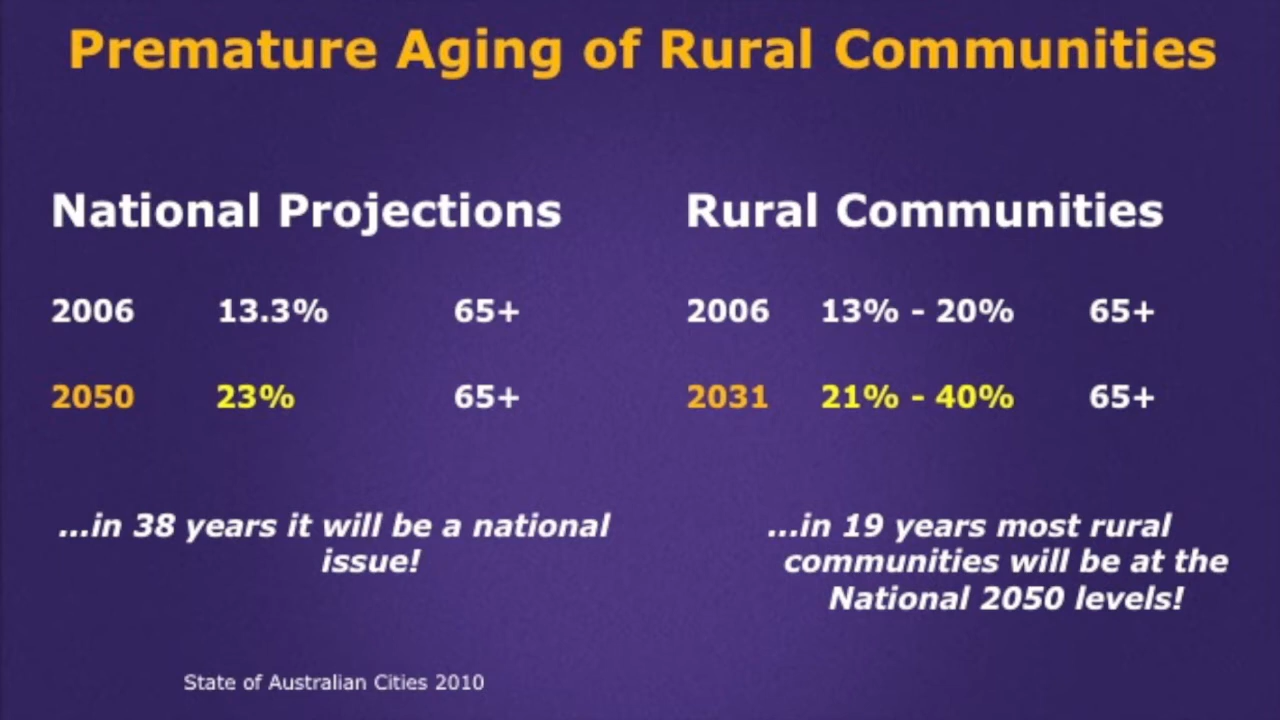 Premature Aging of Rural Communities
National Projections
2006 13.3% 65+
2050 23% 65+
...in 38 years it will be a national
issue!
Rural Communities
2006 13% - 20% 65+
2031 21% - 40% 65+
...in 19 years most rural
communities will be at the
National 2050 levels!
State of Australian Cities 2010